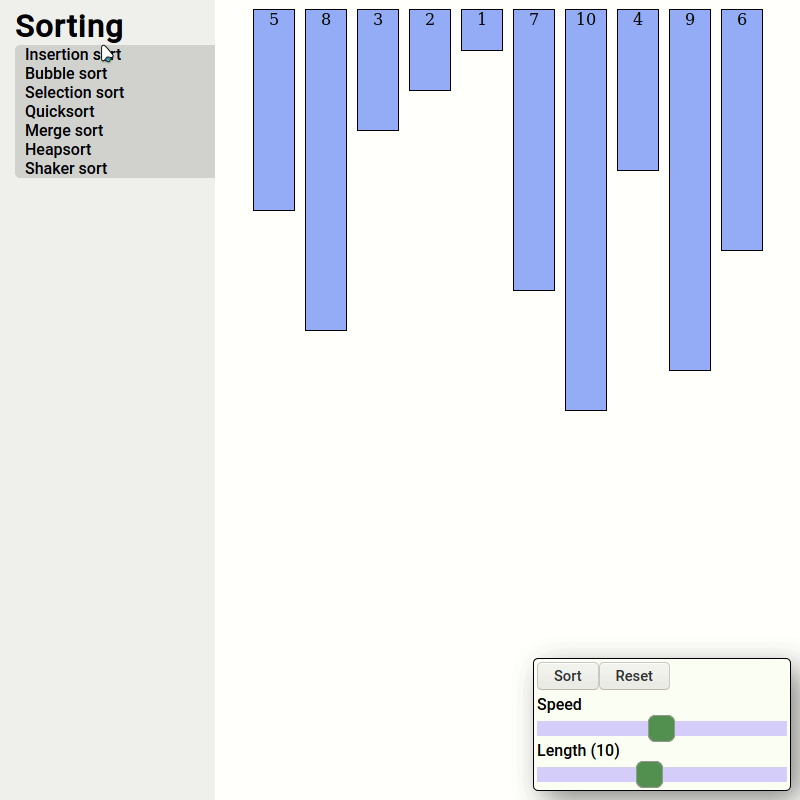 Sorting
Insertion sort
Bubble sort
Selection sort
Quicksort
Merge sort
Heapsort
Shaker sort
5 8 3 2 1 7 10 4 9 6
Sort Reset
Speed
Length (10)